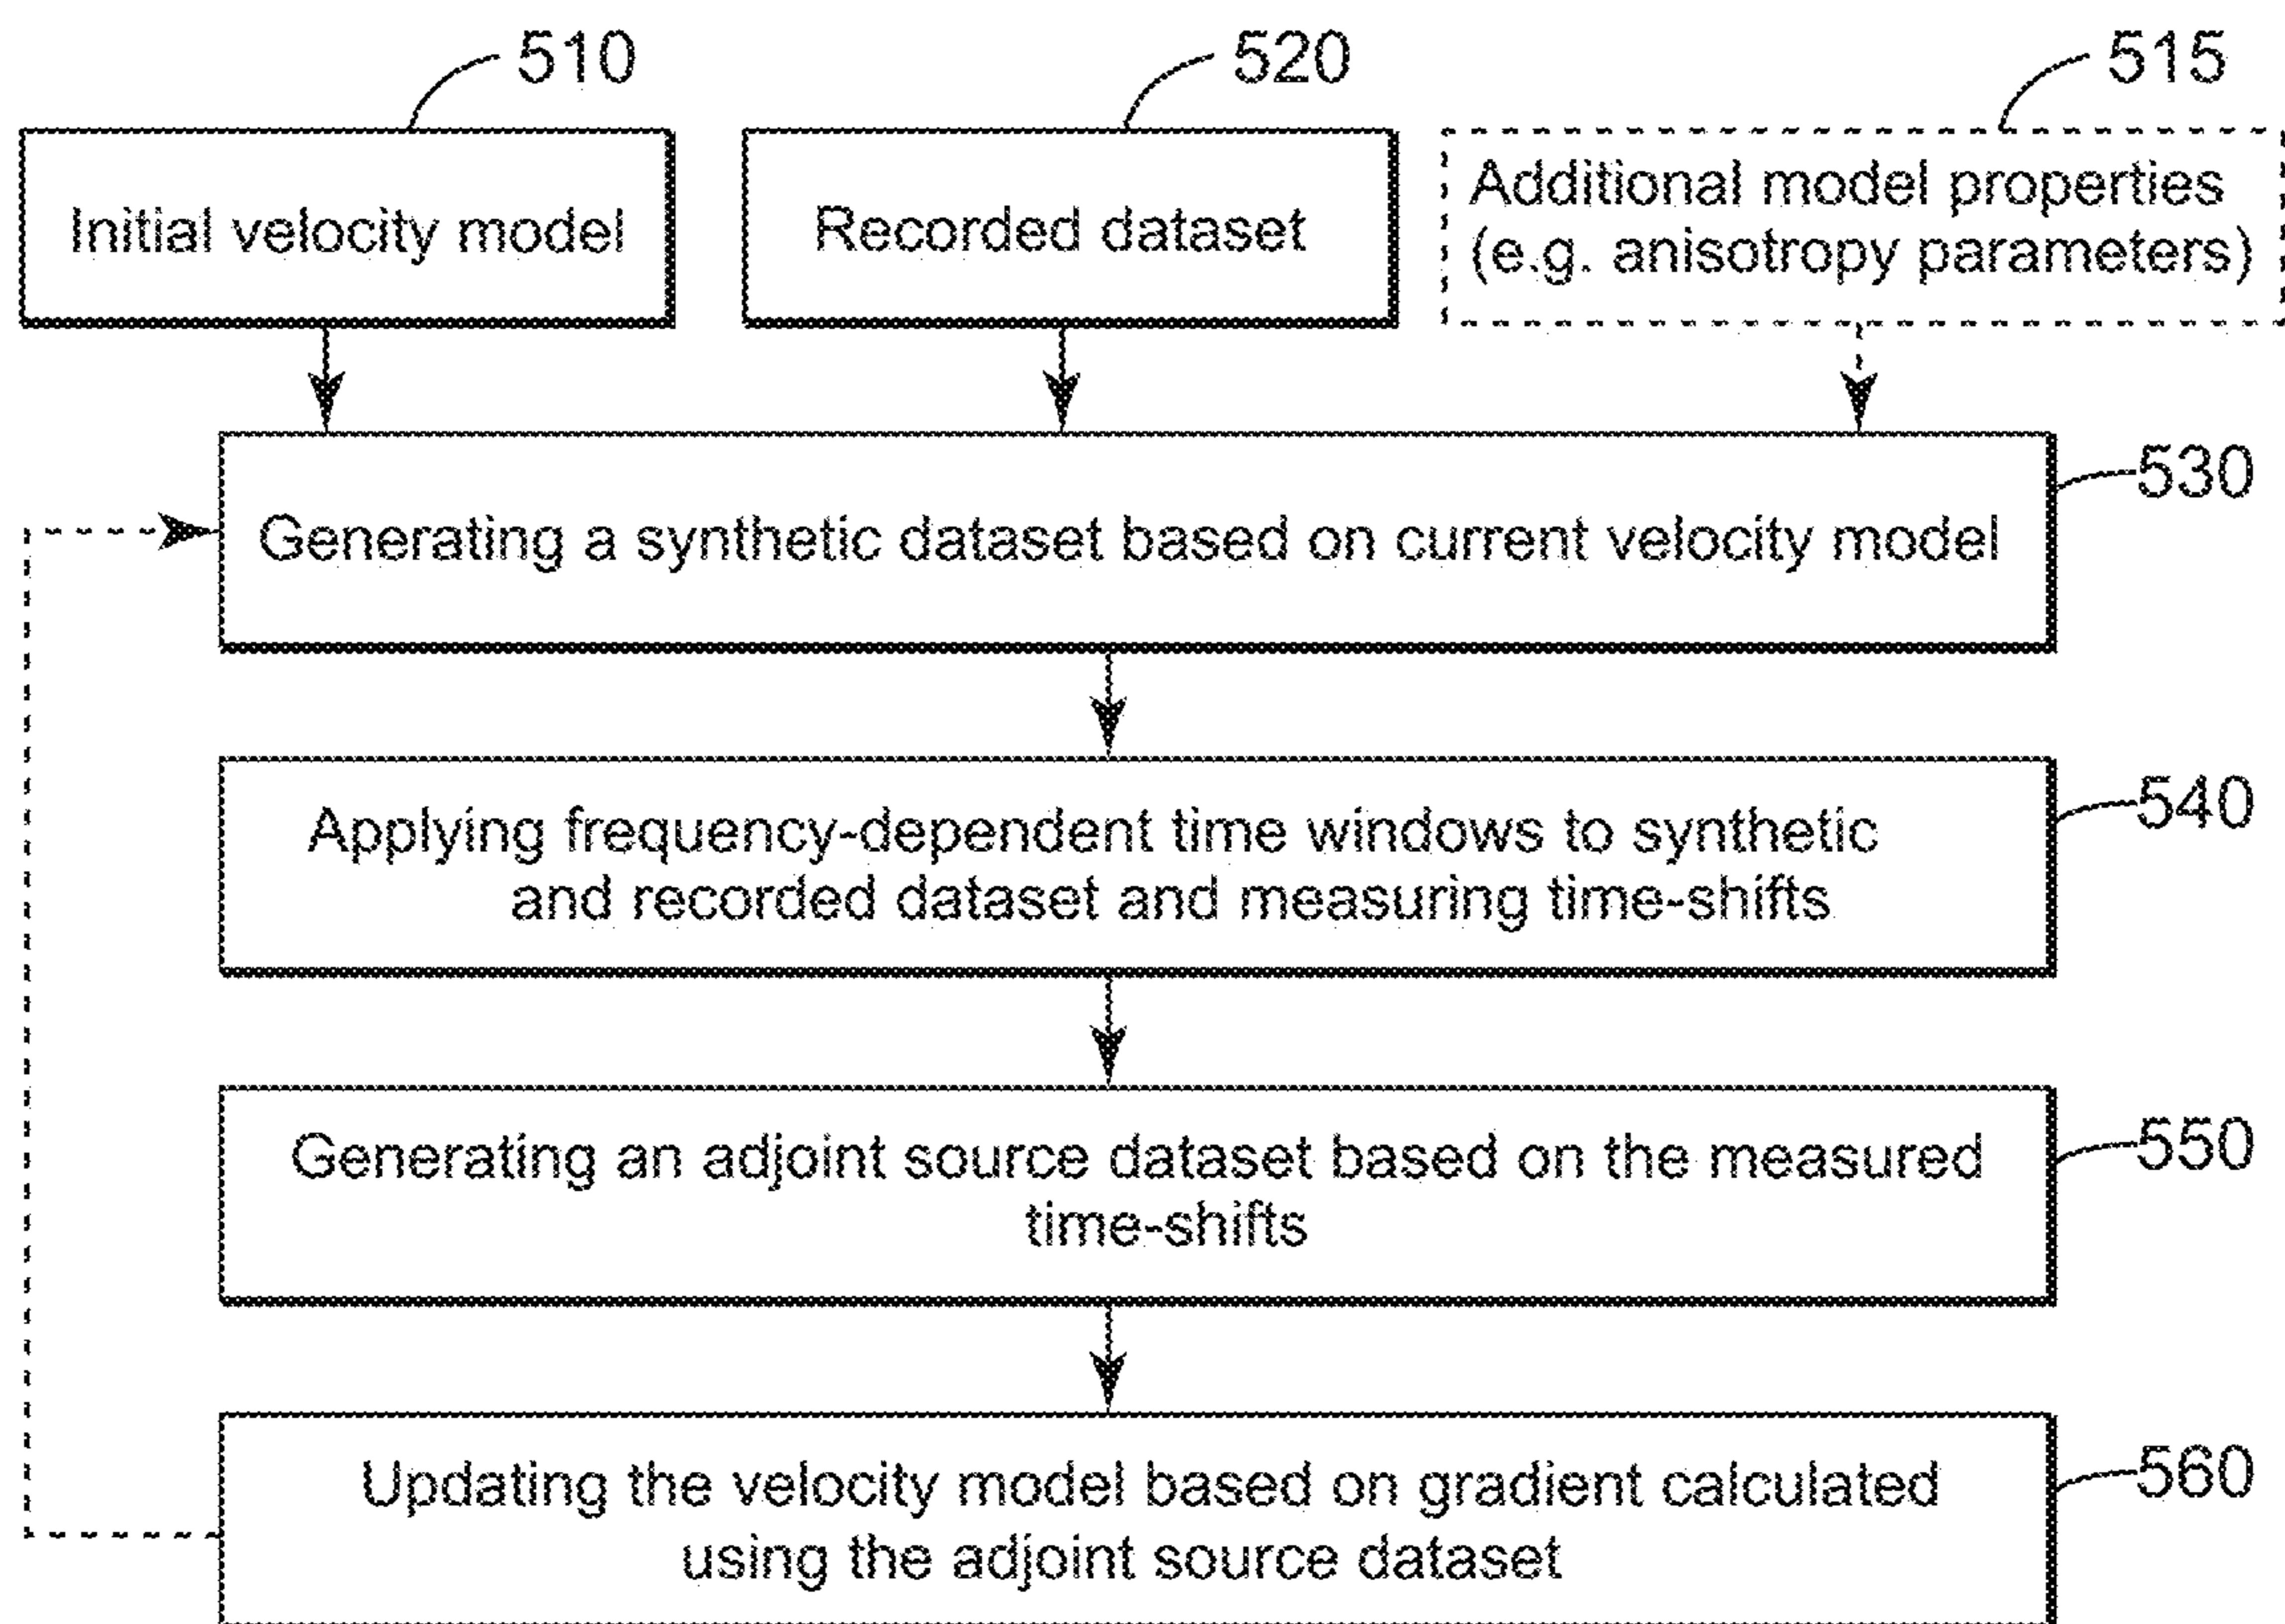 510
520
515
Initial velocity model
Recorded dataset
Additional model properties
(e.g. anisotropy parameters)
530
Generating a synthetic dataset based on current velocity model
540
Applying frequency-dependent time windows to synthetic
and recorded dataset and measuring time-shifts
550
Generating an adjoint source dataset based on the measured
time-shifts
560
Updating the velocity model based on gradient calculated
using the adjoint source dataset